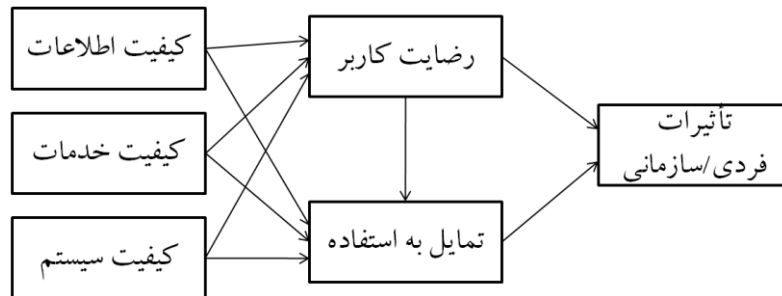 کیفیت اطلاعات
کیفیت خدمات
کیفیت سیستم
رضایت کاربر
تمایل به استفاده
تأثیرات
فردی/سازمانی